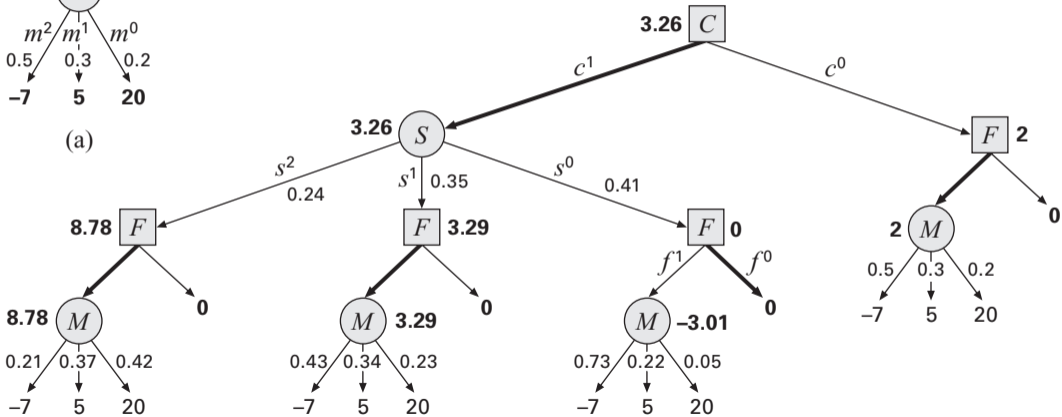 m² m¹ m⁰
0.5 0.3 0.2
–7 5 20
(a)
3.26 C
c¹ c⁰
3.26 S
F 2
s² 0.24
s¹ 0.35
s⁰ 0.41
8.78 F
F 3.29
F 0
f¹ f⁰
2 M
0
0.5 0.3 0.2
–7 5 20
8.78 M
0
M 3.29
0
M –3.01
0
0.21 0.37 0.42
0.43 0.34 0.23
0.73 0.22 0.05
–7 5 20
–7 5 20
–7 5 20